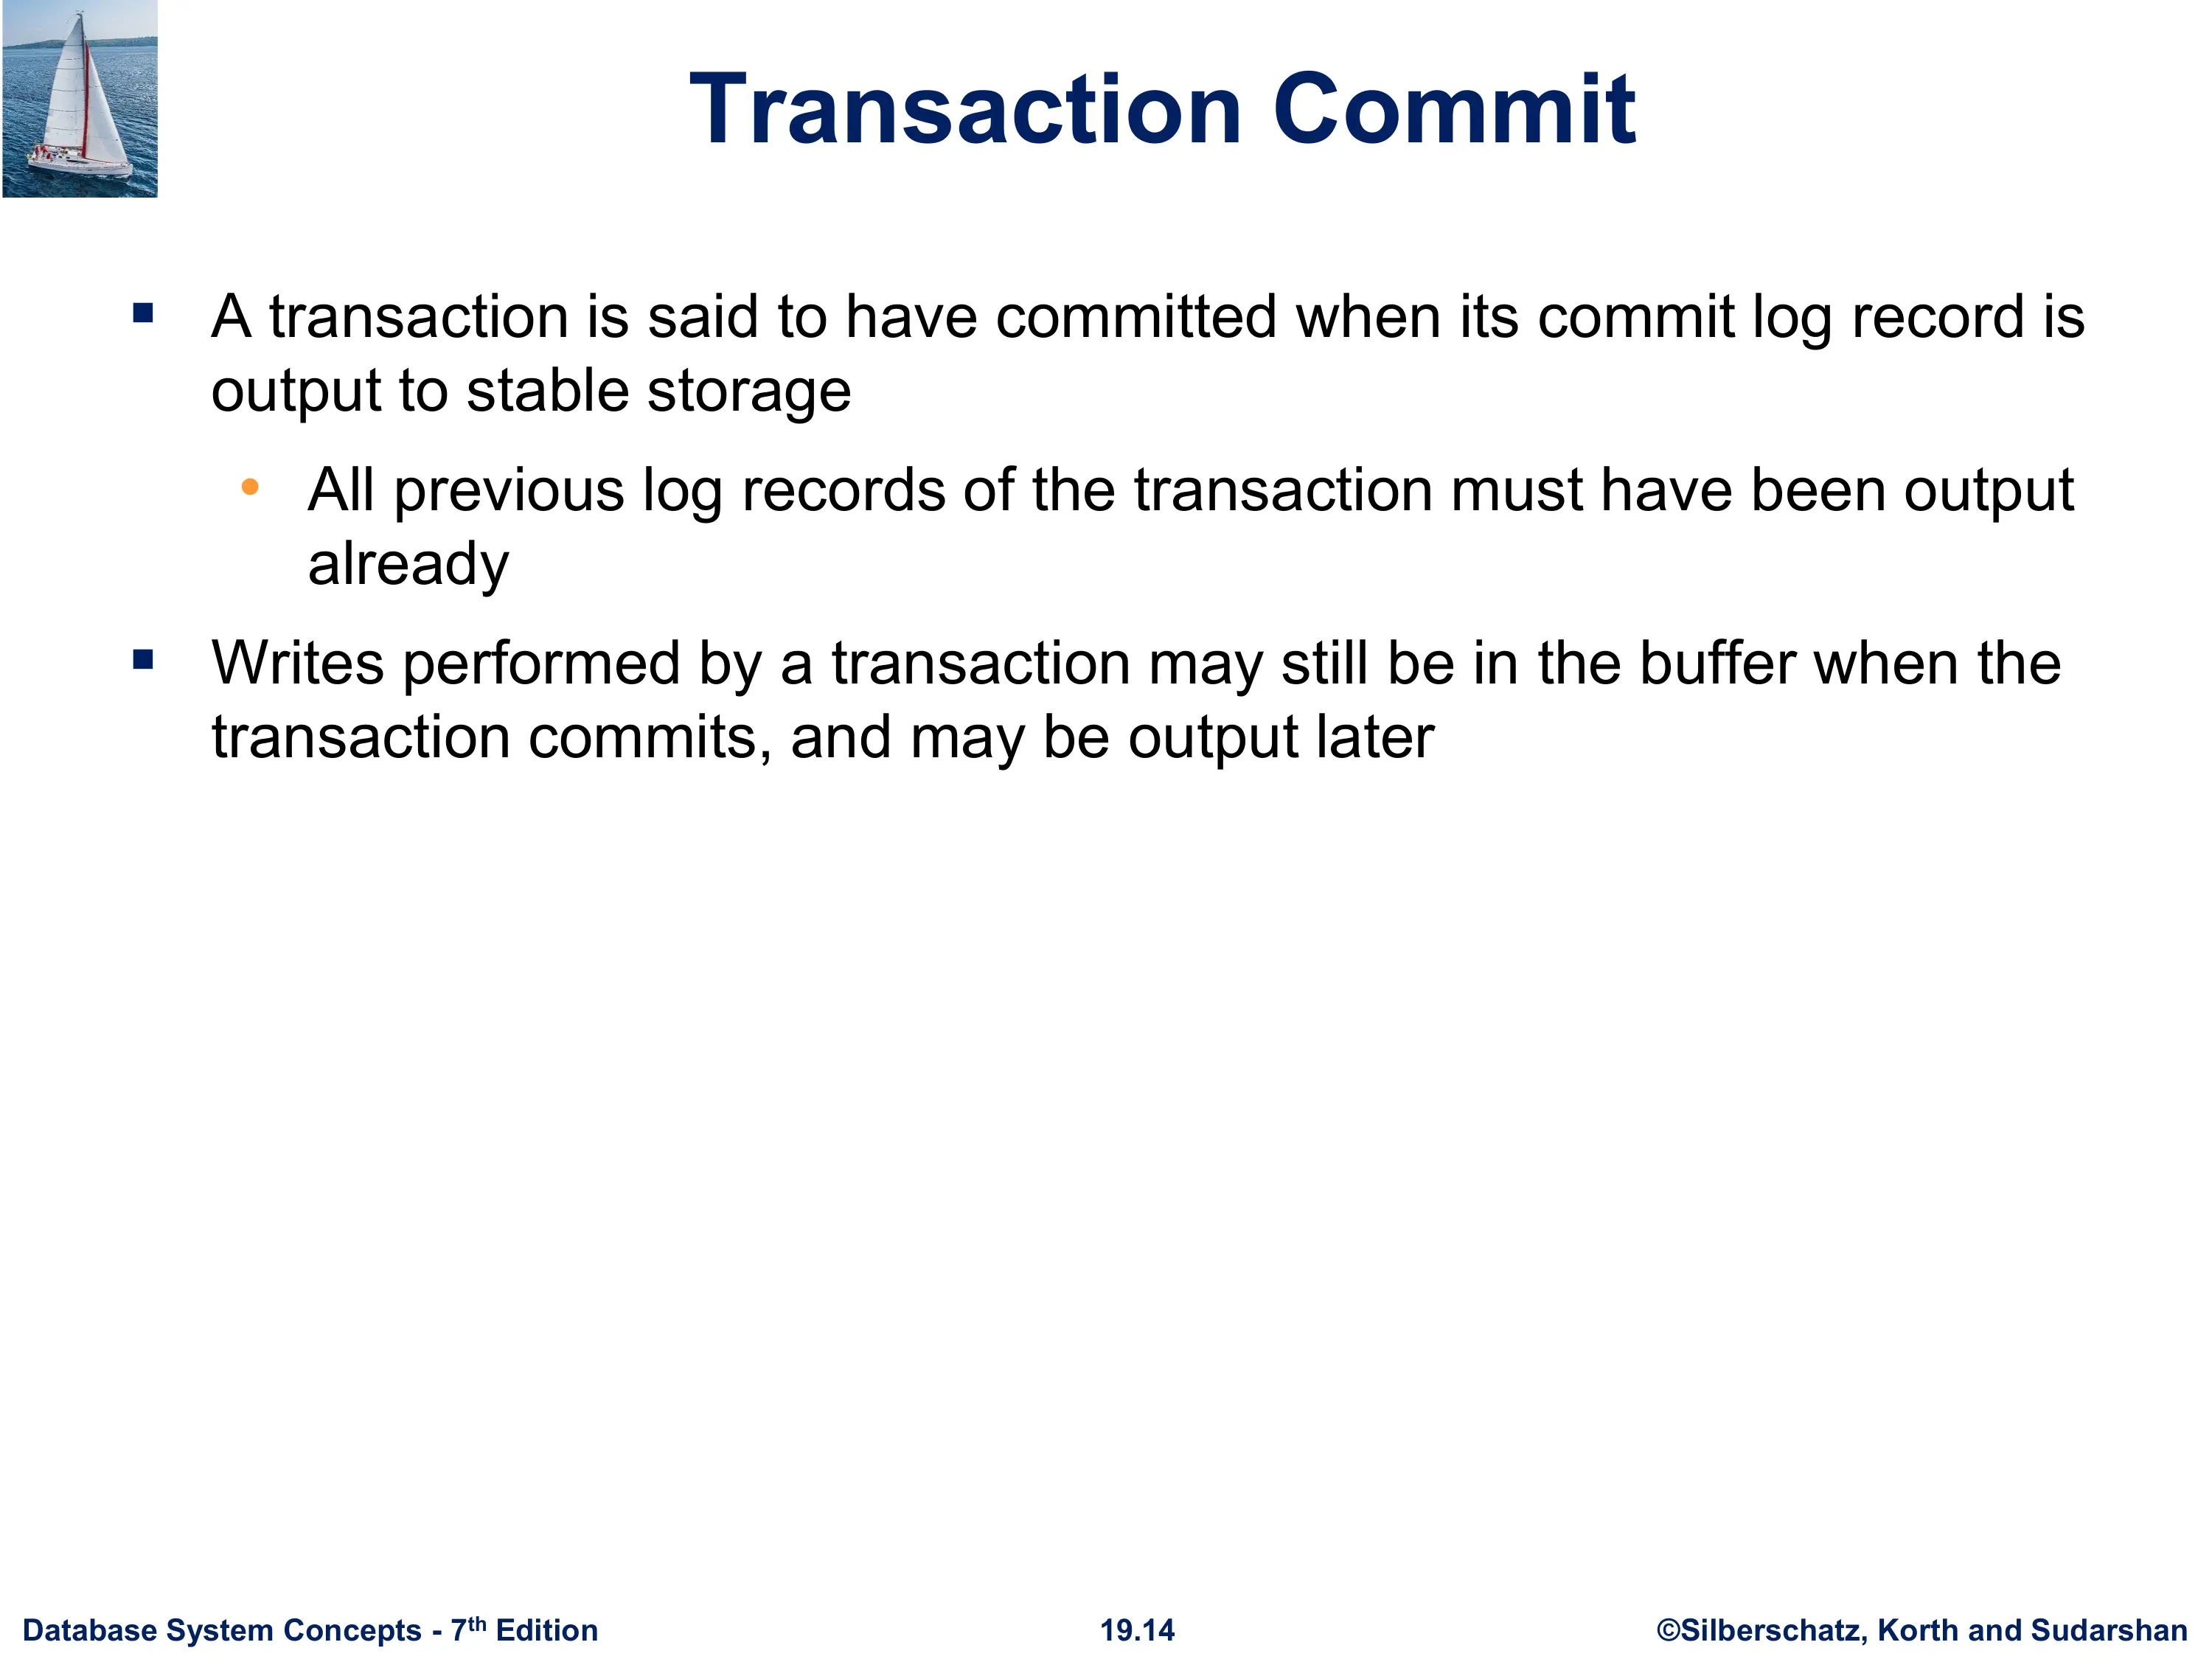 Transaction Commit
▪ A transaction is said to have committed when its commit log record is
output to stable storage
• All previous log records of the transaction must have been output
already
▪ Writes performed by a transaction may still be in the buffer when the
transaction commits, and may be output later
Database System Concepts - 7th Edition
19.14
©Silberschatz, Korth and Sudarshan